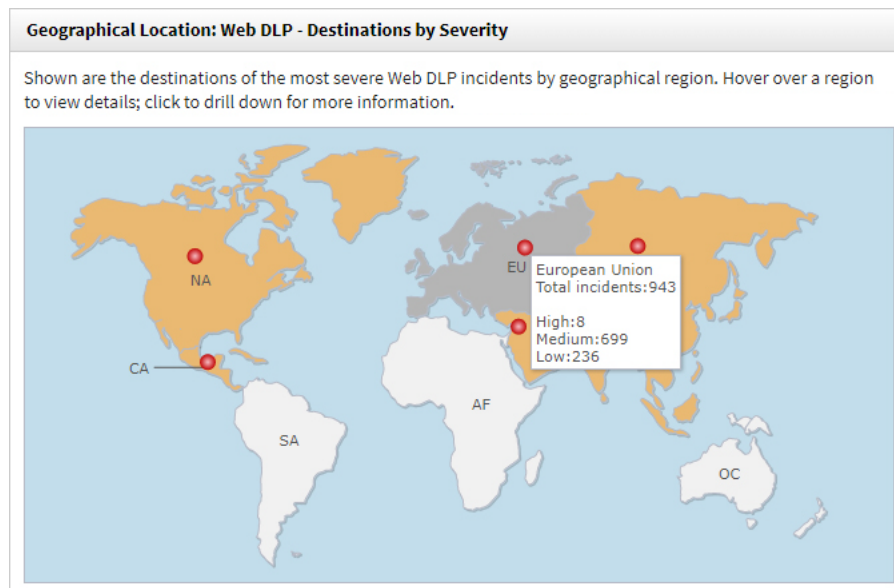 Geographical Location: Web DLP - Destinations by Severity
Shown are the destinations of the most severe Web DLP incidents by geographical region. Hover over a region
to view details; click to drill down for more information.
NA
EU
European Union
Total incidents:943
High:8
Medium:699
Low:236
CA
AF
SA
OC